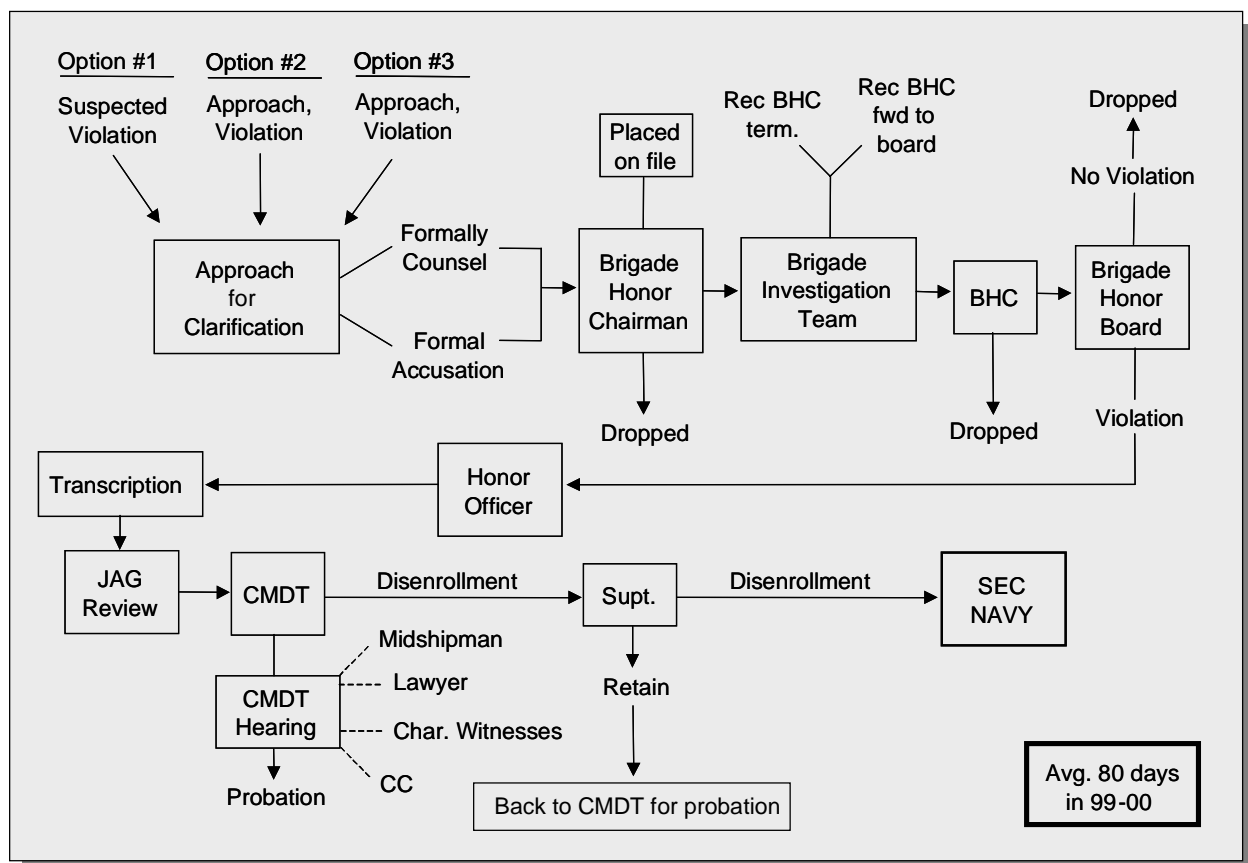 Option #1
Suspected
Violation
Option #2
Approach,
Violation
Option #3
Approach,
Violation
Approach
for
Clarification
Formally
Counsel
Formal
Accusation
Placed
on file
Brigade
Honor
Chairman
Dropped
Rec BHC
term.
Rec BHC
fwd to
board
Brigade
Investigation
Team
BHC
Dropped
Dropped
No Violation
Brigade
Honor
Board
Violation
Honor
Officer
Transcription
JAG
Review
CMDT
Disenrollment
Supt.
Disenrollment
SEC
NAVY
CMDT
Hearing
Midshipman
Lawyer
Char. Witnesses
CC
Probation
Retain
Back to CMDT for probation
Avg. 80 days
in 99-00